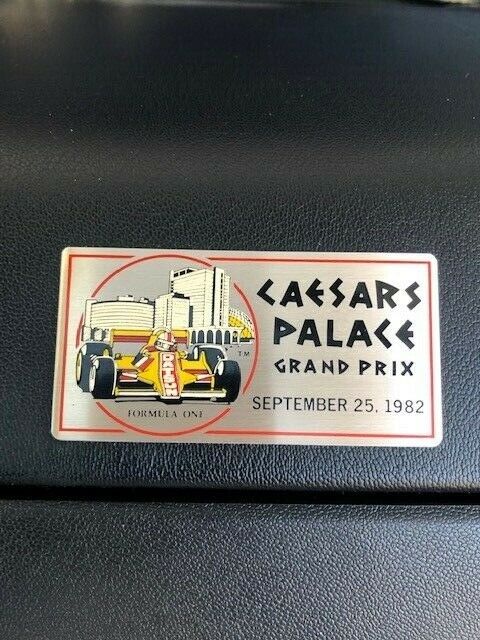 CAESARS
PALACE
GRAND PRIX
SEPTEMBER 25, 1982
TM
FORMULA ONE